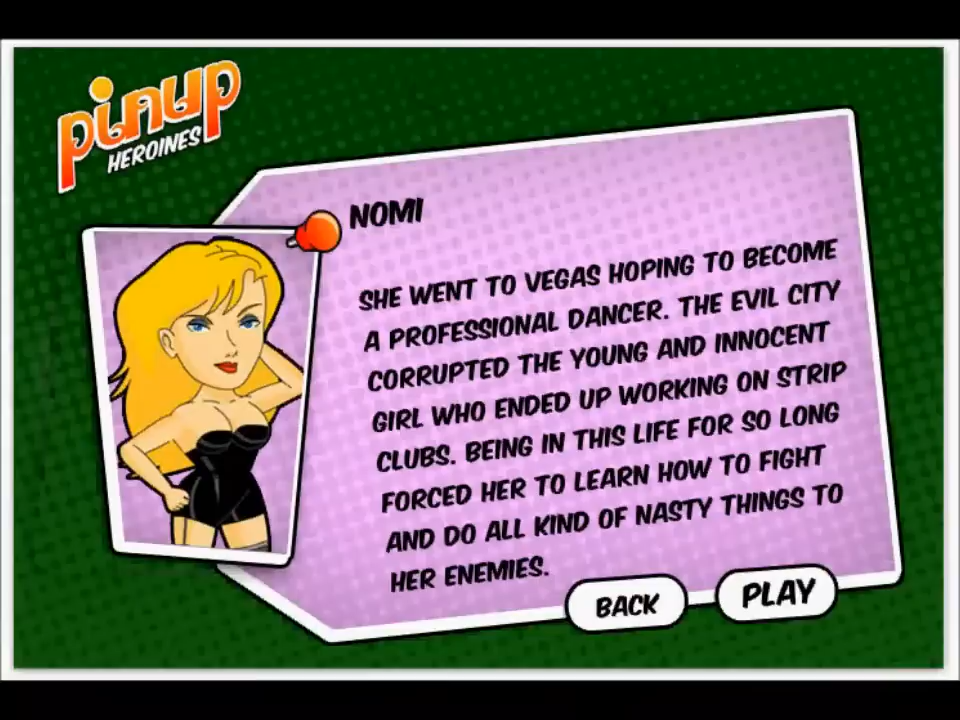 pinup
HEROINES
NOMI
SHE WENT TO VEGAS HOPING TO BECOME
A PROFESSIONAL DANCER. THE EVIL CITY
CORRUPTED THE YOUNG AND INNOCENT
GIRL WHO ENDED UP WORKING ON STRIP
CLUBS. BEING IN THIS LIFE FOR SO LONG
FORCED HER TO LEARN HOW TO FIGHT
AND DO ALL KIND OF NASTY THINGS TO
HER ENEMIES.
BACK
PLAY